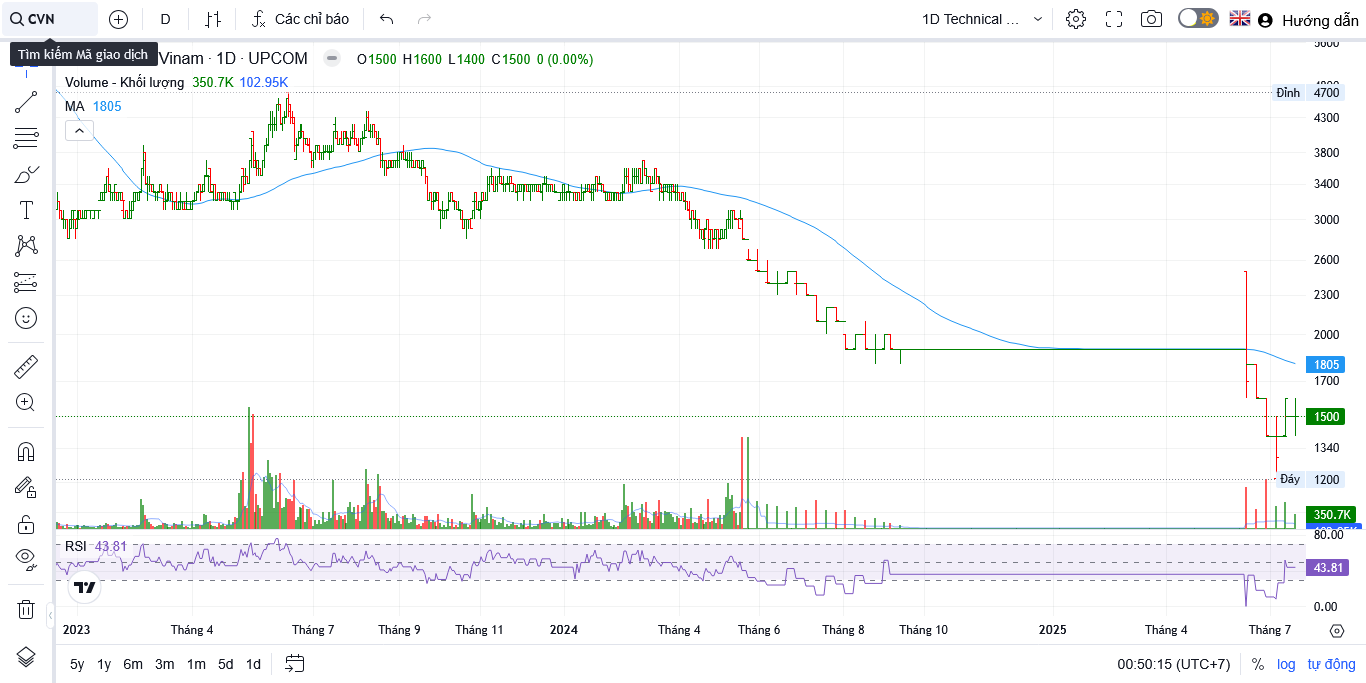 CVN
D
Các chỉ báo
1D Technical ...
Hướng dẫn
Tìm kiếm Mã giao dịch
Vinam · 1D · UPCOM
O1500 H1600 L1400 C1500 0 (0.00%)
Volume - Khối lượng 350.7K 102.95K
MA 1805
5600
4800
Đỉnh 4700
4300
3800
3400
3000
2600
2300
2000
1805
1700
1500
1340
Đáy 1200
350.7K
80.00
RSI 43.81
43.81
0.00
2023 Tháng 4 Tháng 7 Tháng 9 Tháng 11 2024 Tháng 4 Tháng 6 Tháng 8 Tháng 10 2025 Tháng 4 Tháng 7
5y 1y 6m 3m 1m 5d 1d
00:50:15 (UTC+7) % log tự động